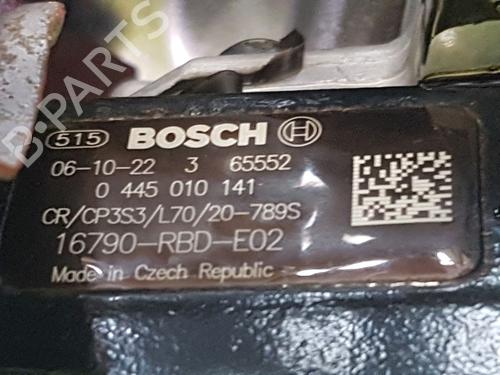 515 BOSCH
06-10-22 3 65552
0 445 010 141
CR/CP3S3/L70/20-789S
16790-RBD-E02
Made in Czech Republic
B-PARTS